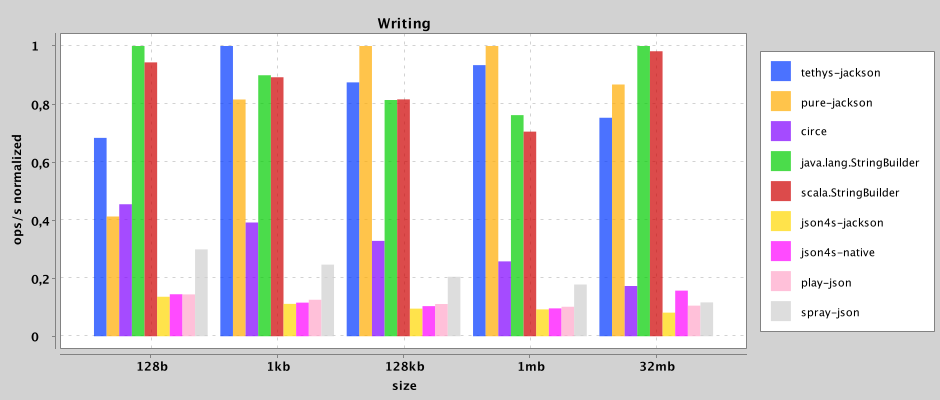 Writing
ops/s normalized
1
0,8
0,6
0,4
0,2
0
128b
1kb
128kb
1mb
32mb
size
tethys-jackson
pure-jackson
circe
java.lang.StringBuilder
scala.StringBuilder
json4s-jackson
json4s-native
play-json
spray-json